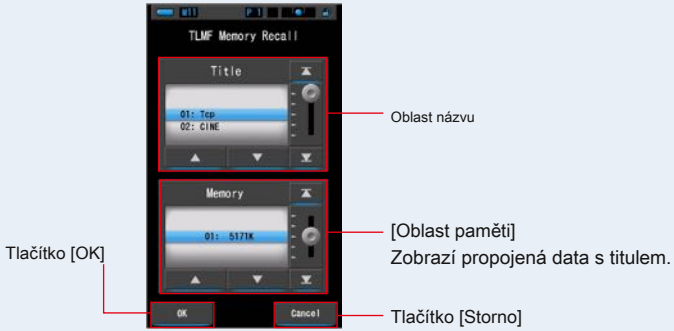 P 1
TLMF Memory Recall
Title
01: Tcp
02: CINE
Oblast názvu
Memory
01: 5171K
[Oblast paměti]
Zobrazí propojená data s titulem.
Tlačítko [OK]
OK
Cancel
Tlačítko [Storno]